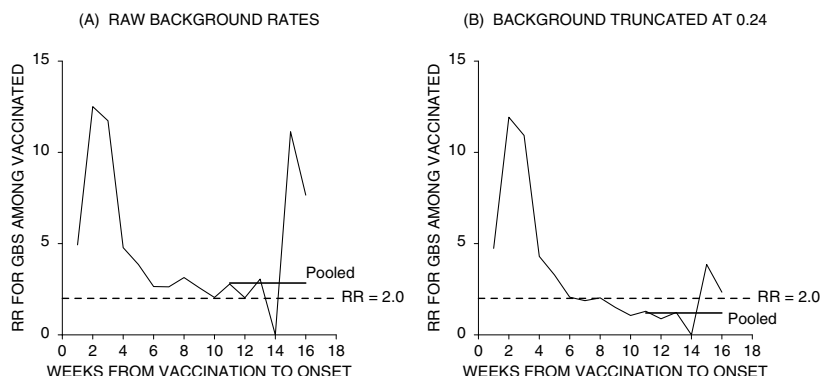 (A) RAW BACKGROUND RATES
RR FOR GBS AMONG VACCINATED
15
10
5
0
Pooled
RR = 2.0
0 2 4 6 8 10 12 14 16 18
WEEKS FROM VACCINATION TO ONSET
(B) BACKGROUND TRUNCATED AT 0.24
RR FOR GBS AMONG VACCINATED
15
10
5
0
RR = 2.0
Pooled
0 2 4 6 8 10 12 14 16 18
WEEKS FROM VACCINATION TO ONSET